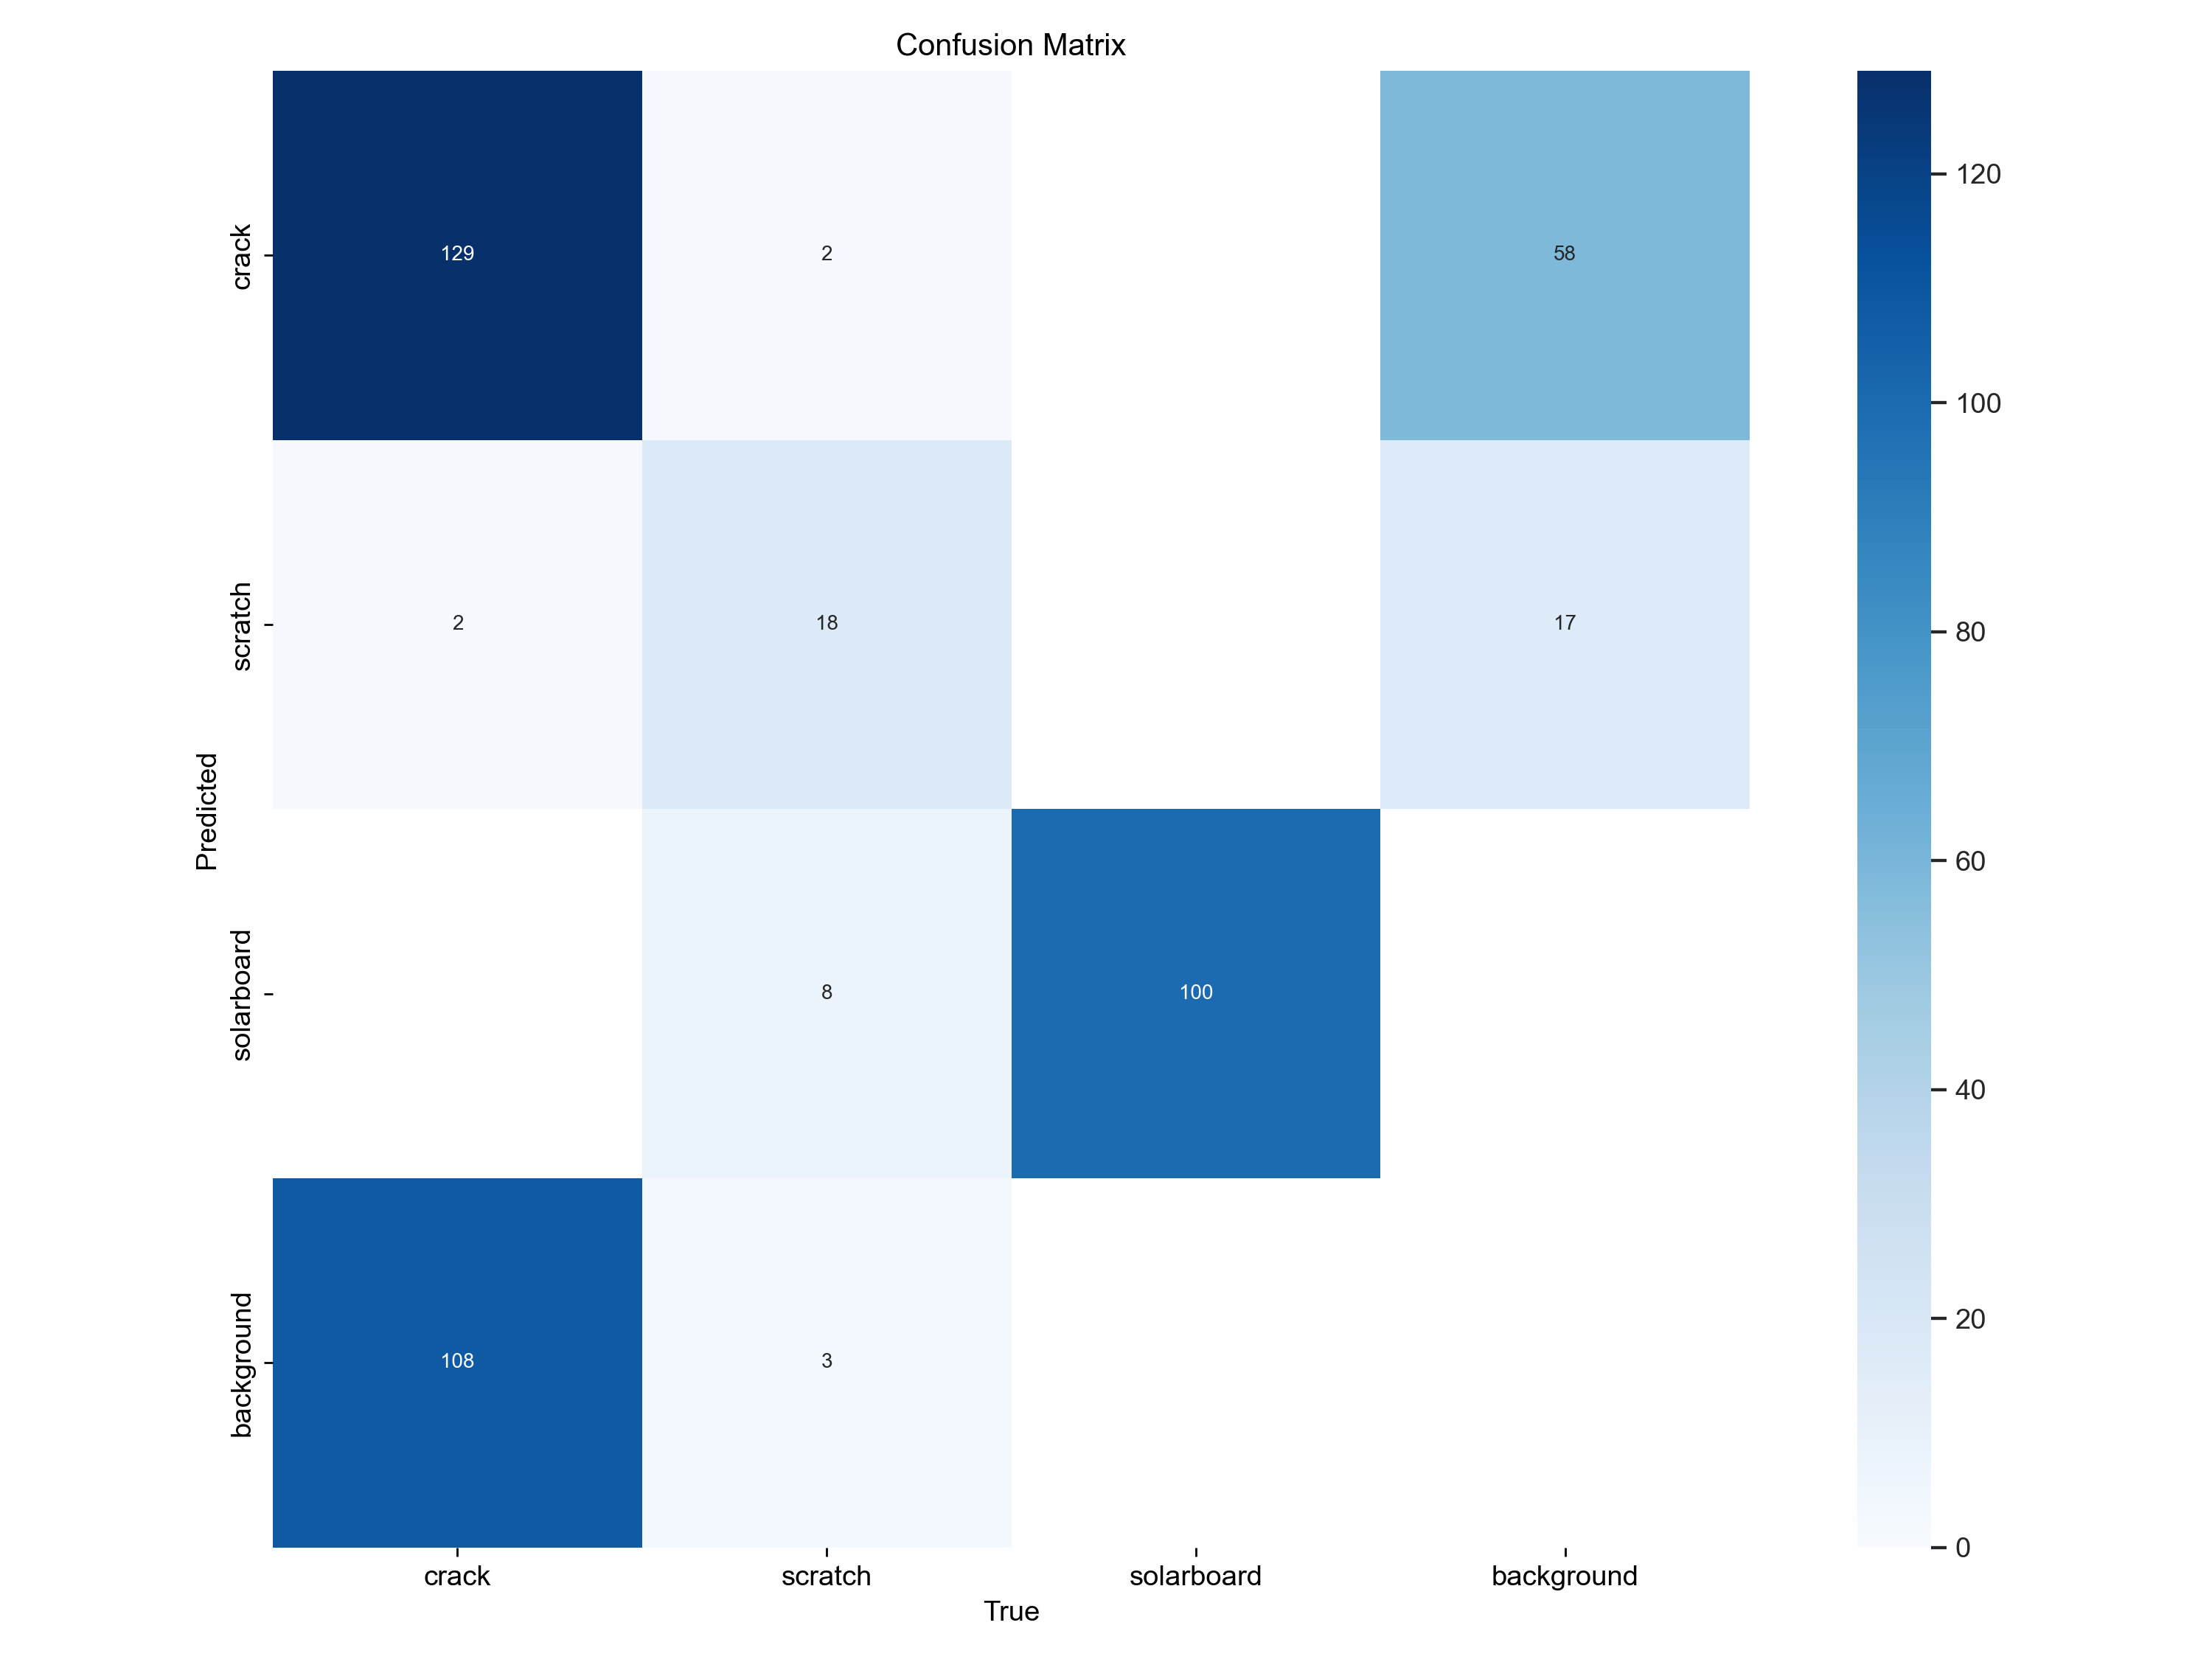 Confusion Matrix
Predicted
crack
129
2
58
scratch
2
18
17
solarboard
8
100
background
108
3
crack
scratch
solarboard
background
True
120
100
80
60
40
20
0